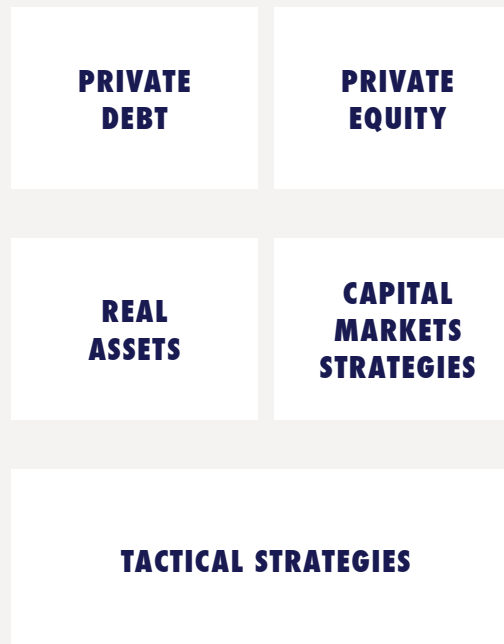 PRIVATE
DEBT
PRIVATE
EQUITY
REAL
ASSETS
CAPITAL
MARKETS
STRATEGIES
TACTICAL STRATEGIES